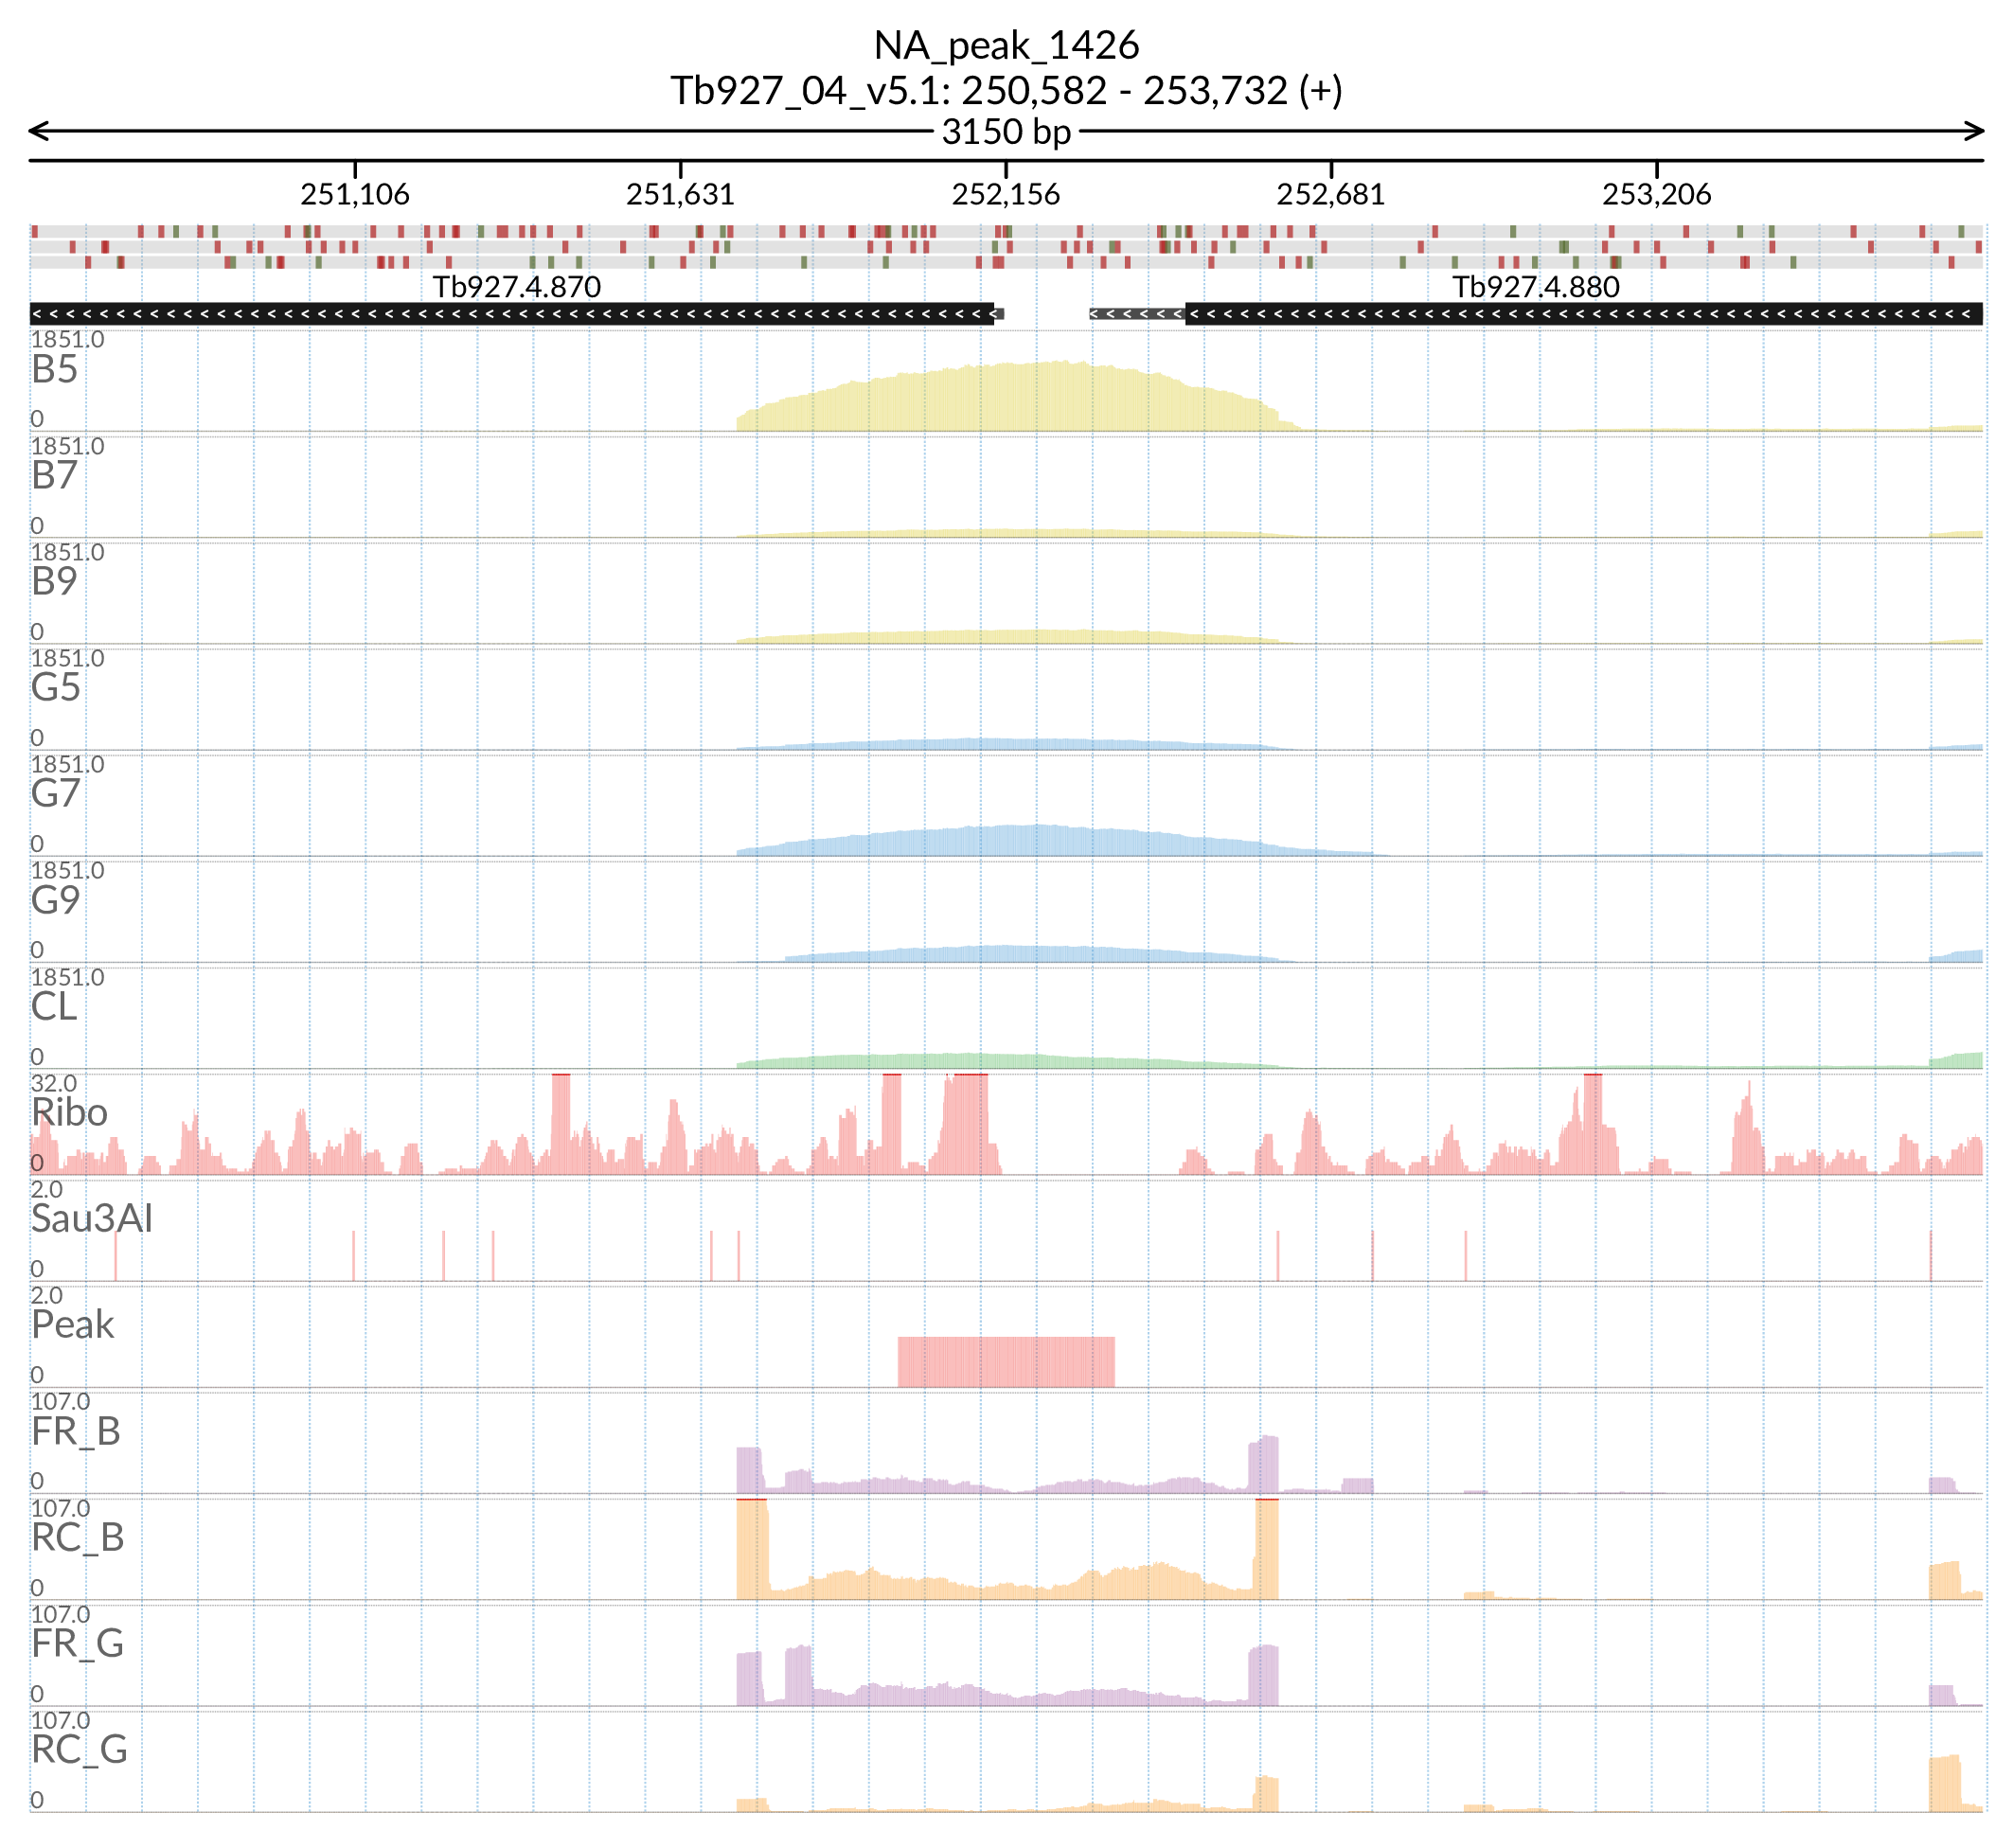 NA_peak_1426
Tb927_04_v5.1: 250,582 - 253,732 (+)
3150 bp
251,106 251,631 252,156 252,681 253,206
Tb927.4.870 Tb927.4.880
1851.0
B5
0
1851.0
B7
0
1851.0
B9
0
1851.0
G5
0
1851.0
G7
0
1851.0
G9
0
1851.0
CL
0
32.0
Ribo
0
2.0
Sau3AI
0
2.0
Peak
0
107.0
FR_B
0
107.0
RC_B
0
107.0
FR_G
0
107.0
RC_G
0